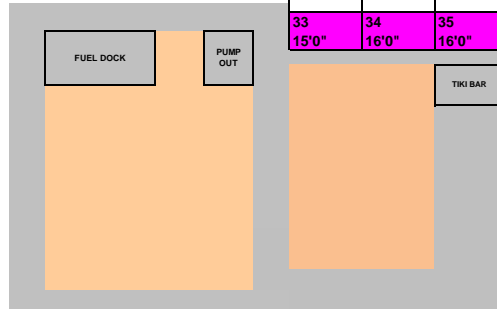 33 34 35
15'0" 16'0" 16'0"
FUEL DOCK
PUMP
OUT
TIKI BAR